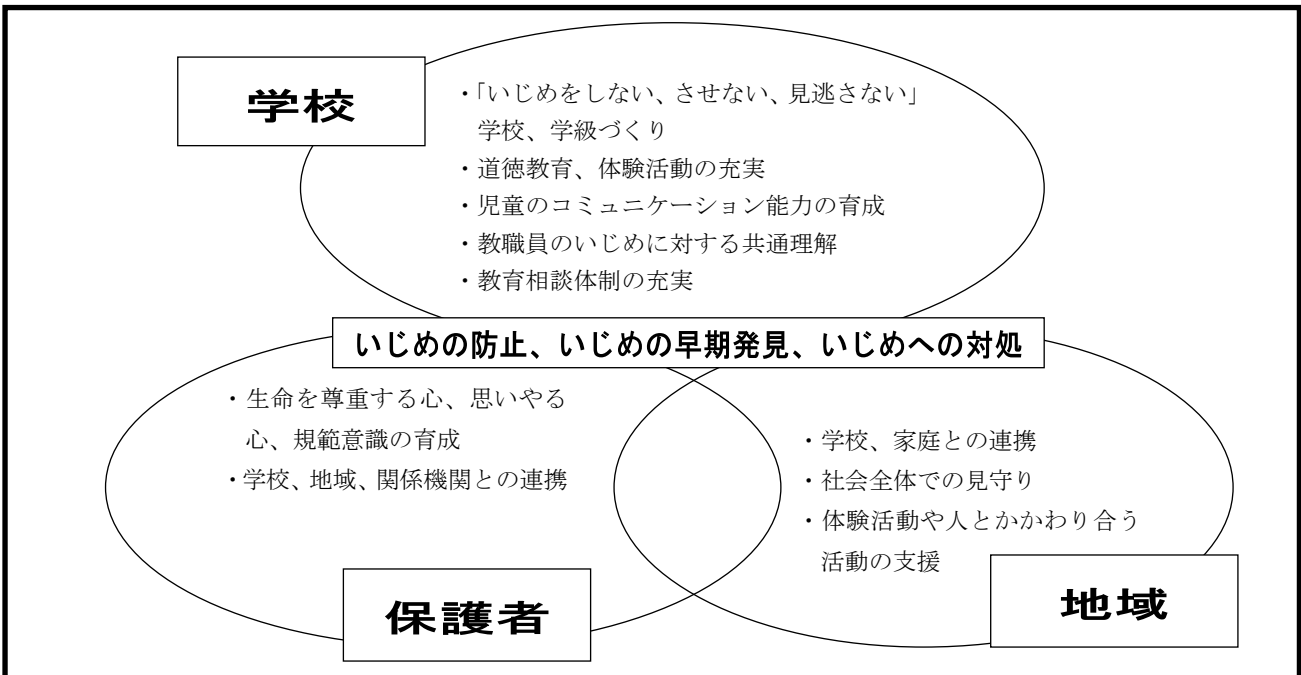 学校
・「いじめをしない、させない、見逃さない」
学校、学級づくり
・道徳教育、体験活動の充実
・児童のコミュニケーション能力の育成
・教職員のいじめに対する共通理解
・教育相談体制の充実
いじめの防止、いじめの早期発見、いじめへの対処
・生命を尊重する心、思いやる
心、規範意識の育成
・学校、地域、関係機関との連携
保護者
・学校、家庭との連携
・社会全体での見守り
・体験活動や人とかかわり合う
活動の支援
地域